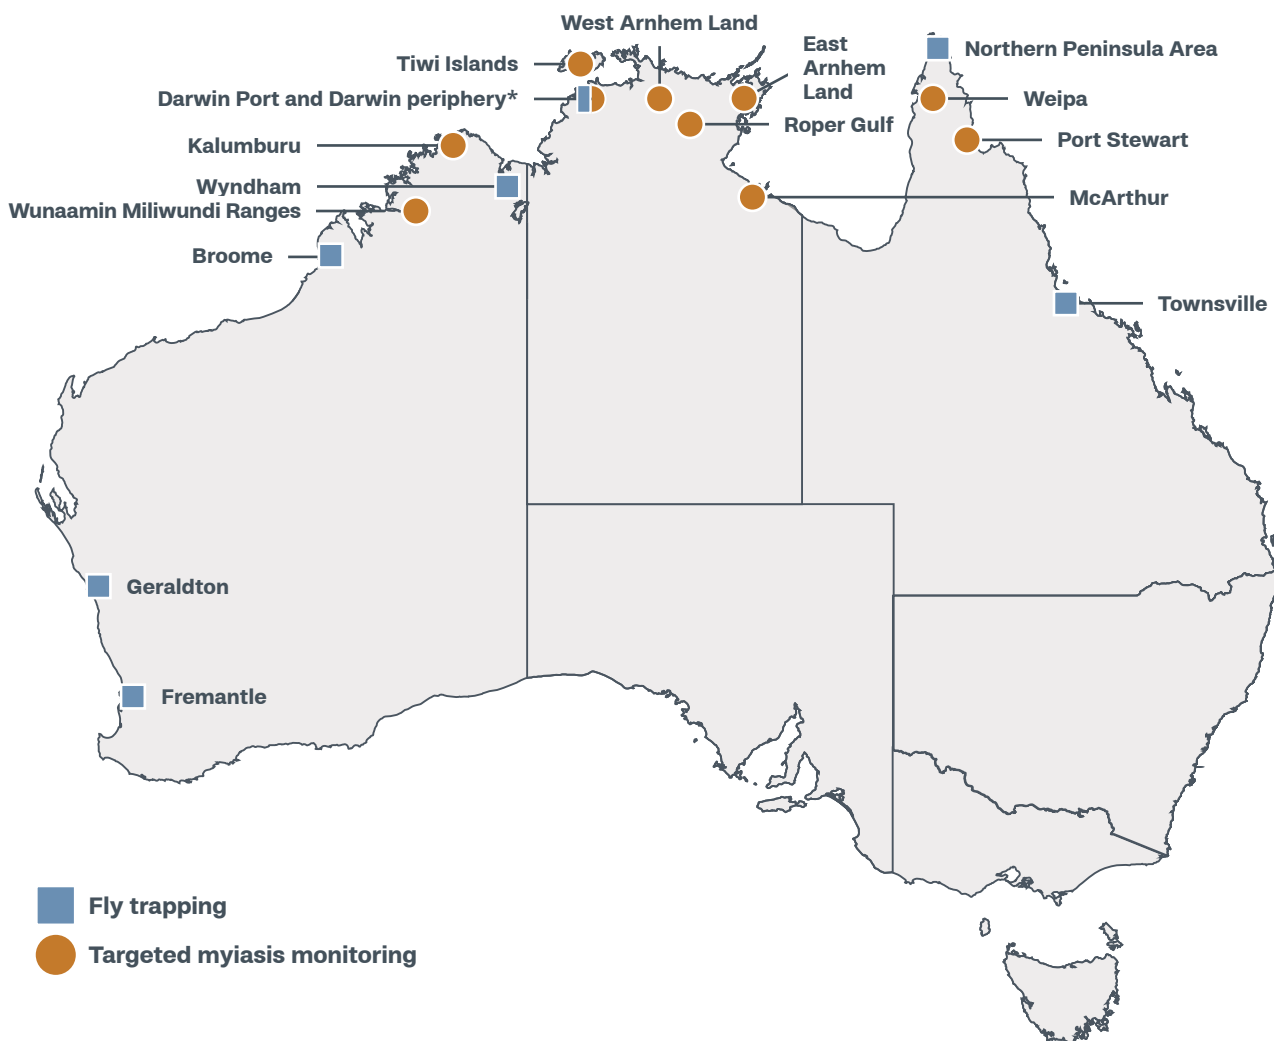 West Arnhem Land
Tiwi Islands
East
Arnhem
Land
Northern Peninsula Area
Darwin Port and Darwin periphery*
Weipa
Roper Gulf
Kalumburu
Port Stewart
Wyndham
McArthur
Wunaamin Miliwundi Ranges
Broome
Townsville
Geraldton
Fremantle
Fly trapping
Targeted myiasis monitoring